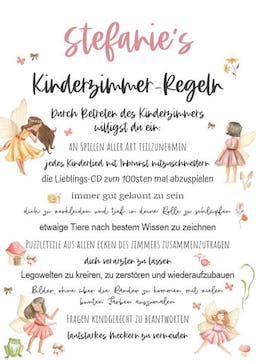 Stefanie's
Kinderzimmer-Regeln
Durch Betreten des Kinderzimmers
willigst du ein:
AN SPIELEN ALLER ART TEILZUNEHMEN
jedes Kinderlied mit Inbrunst mitzuschmettern
die Lieblings-CD zum 100sten mal abzuspielen
immer gut gelaunt zu sein
dich zu verkleiden und tief in deine Rolle zu schlüpfen
etwaige Tiere nach bestem Wissen zu zeichnen
PUZZLETEILE AUS ALLEN ECKEN DES ZIMMERS ZUSAMMENZUTRAGEN
dich verarzten zu lassen
Legowelten zu kreieren, zu zerstören und wiederaufzubauen
Bilder, ohne über die Ränder zu kommen, mit vielen
bunten Farben auszumalen
FRAGEN KINDGERECHT ZU BEANTWORTEN
lautstarkes Meckern zu vermeiden